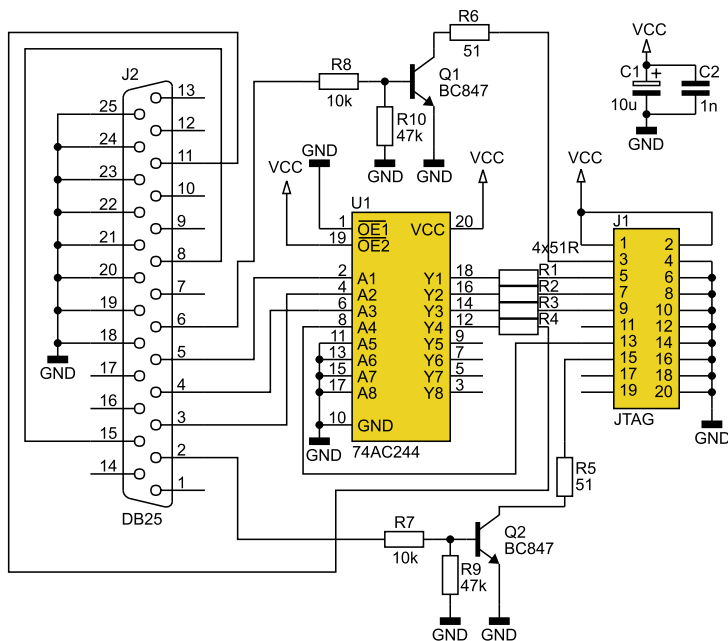 R6
51
VCC
J2
R8
10k
Q1
BC847
C1
+
C2
10u
1n
GND
R10
47k
GND
GND
GND
VCC
VCC
VCC
13
25
12
24
11
23
10
22
9
21
8
20
7
19
6
18
5
GND
17
4
16
3
15
2
14
1
DB25
U1
1 OE1 VCC 20
19 OE2
2 A1 Y1 18
4 A2 Y2 16
6 A3 Y3 14
8 A4 Y4 12
11 A5 Y5 9
13 A6 Y6 7
15 A7 Y7 5
17 A8 Y8 3
10 GND
GND
74AC244
4x51R
R1
R2
R3
R4
J1
1 2
3 4
5 6
7 8
9 10
11 12
13 14
15 16
17 18
19 20
JTAG
GND
R5
51
R7
10k
Q2
BC847
R9
47k
GND
GND